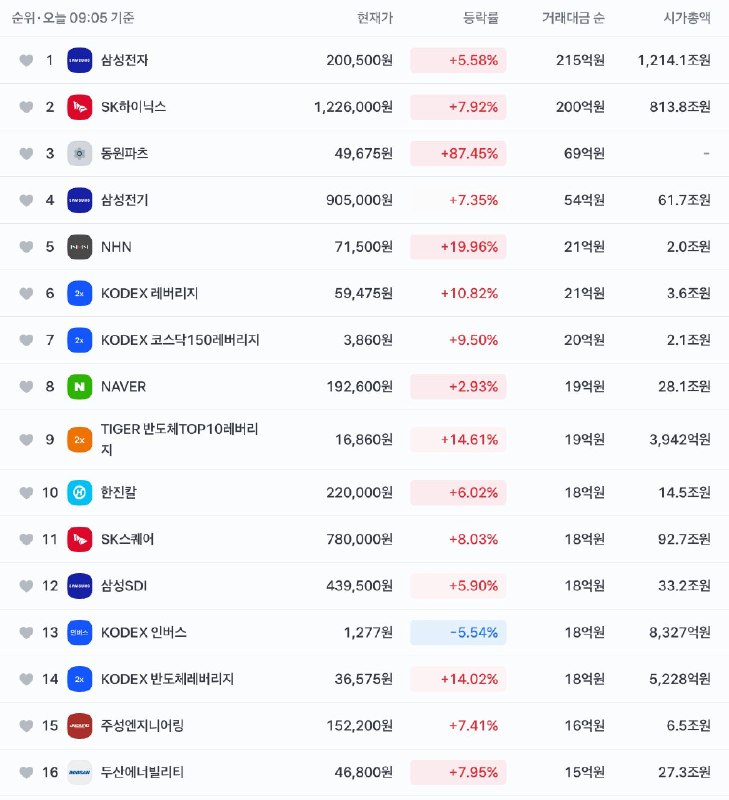 순위·오늘 09:05 기준 현재가 등락률 거래대금 순 시가총액
1 SAMSUNG 삼성전자 200,500원 +5.58% 215억원 1,214.1조원
2 SK하이닉스 1,226,000원 +7.92% 200억원 813.8조원
3 동원파츠 49,675원 +87.45% 69억원 -
4 SAMSUNG 삼성전기 905,000원 +7.35% 54억원 61.7조원
5 NHN 71,500원 +19.96% 21억원 2.0조원
6 2x KODEX 레버리지 59,475원 +10.82% 21억원 3.6조원
7 2x KODEX 코스닥150레버리지 3,860원 +9.50% 20억원 2.1조원
8 N NAVER 192,600원 +2.93% 19억원 28.1조원
9 2x TIGER 반도체TOP10레버리
지 16,860원 +14.61% 19억원 3,942억원
10 한진칼 220,000원 +6.02% 18억원 14.5조원
11 SK스퀘어 780,000원 +8.03% 18억원 92.7조원
12 SAMSUNG 삼성SDI 439,500원 +5.90% 18억원 33.2조원
13 인버스 KODEX 인버스 1,277원 -5.54% 18억원 8,327억원
14 2x KODEX 반도체레버리지 36,575원 +14.02% 18억원 5,228억원
15 주성엔지니어링 152,200원 +7.41% 16억원 6.5조원
16 DOOSAN 두산에너빌리티 46,800원 +7.95% 15억원 27.3조원